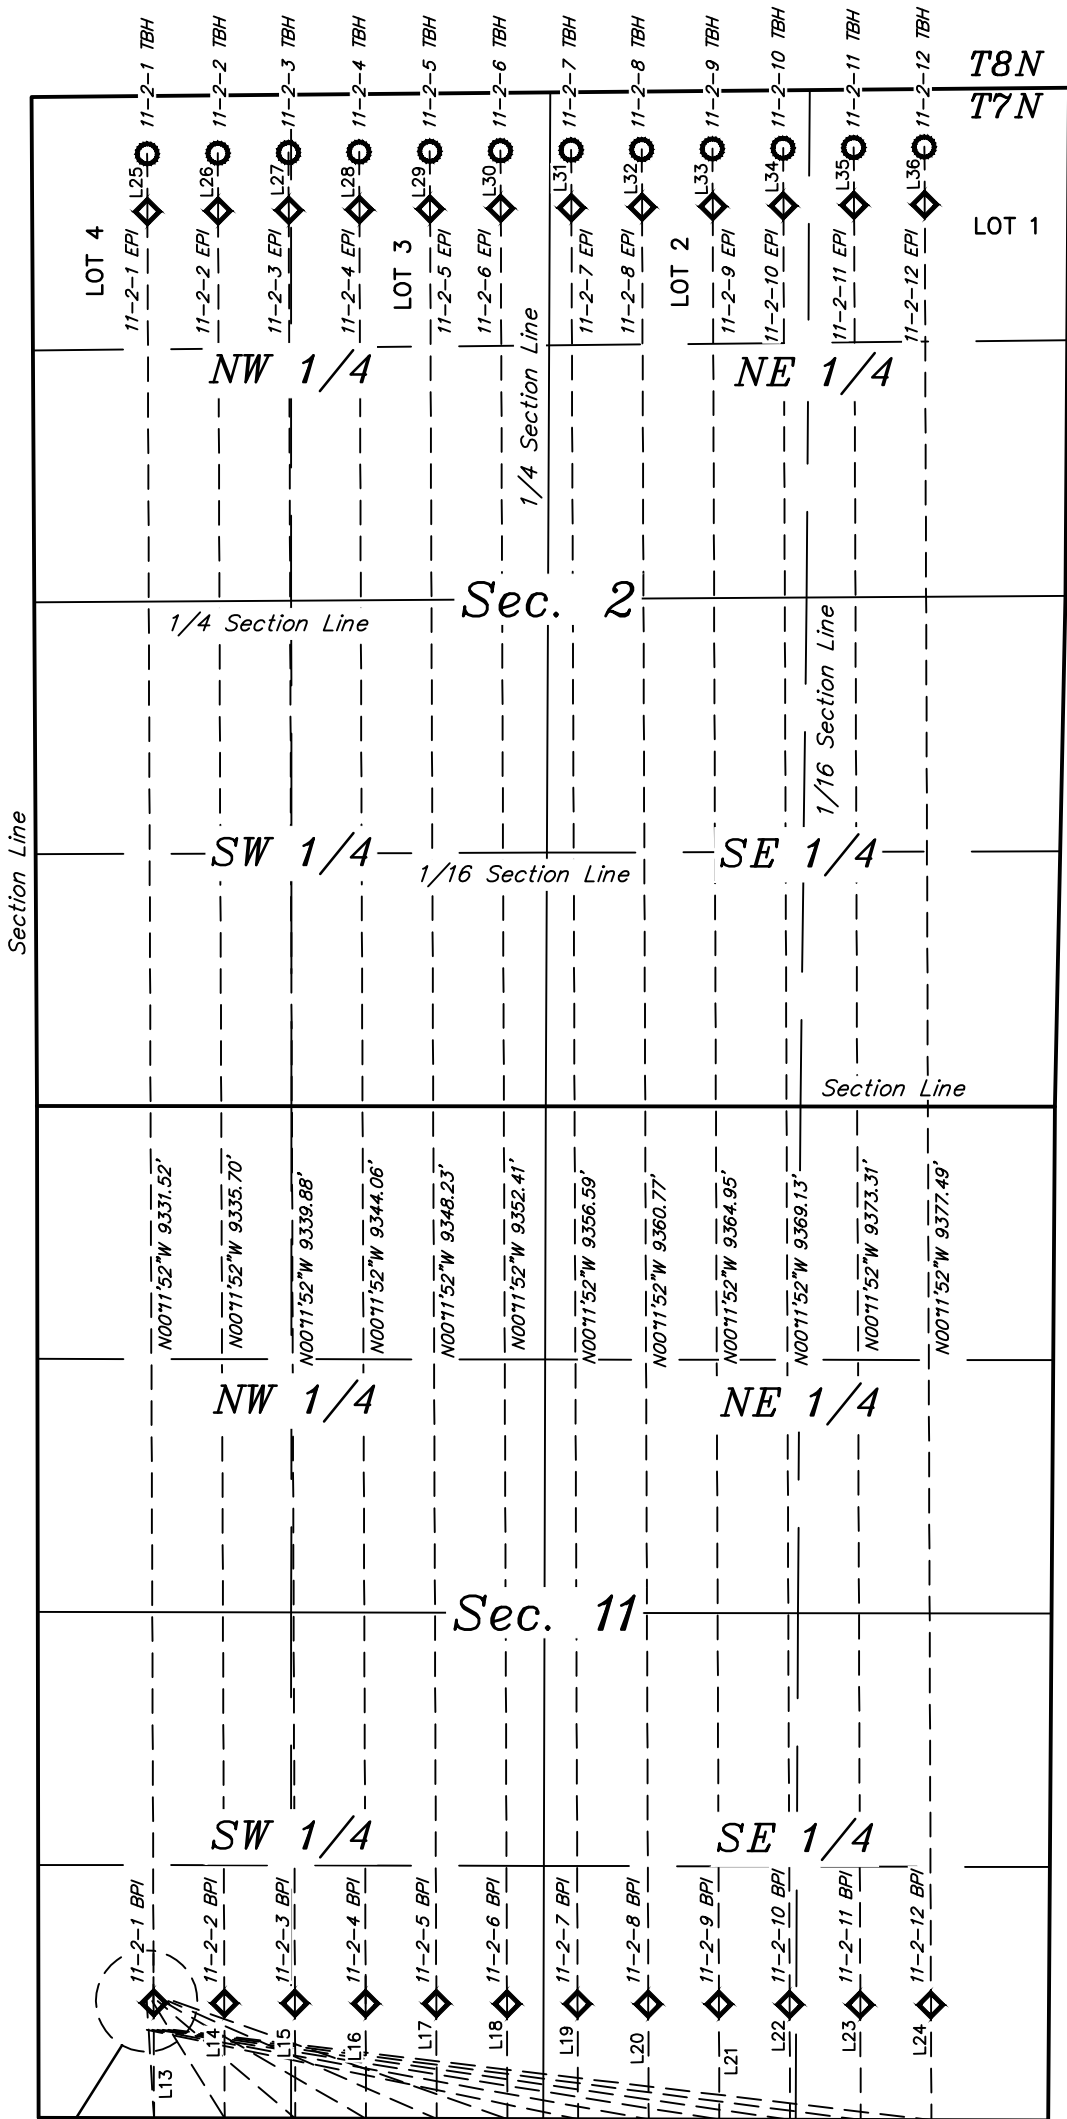 11-2-1 TBH
11-2-2 TBH
11-2-3 TBH
11-2-4 TBH
11-2-5 TBH
11-2-6 TBH
11-2-7 TBH
11-2-8 TBH
11-2-9 TBH
11-2-10 TBH
11-2-11 TBH
11-2-12 TBH
T8N
T7N
L25
L26
L27
L28
L29
L30
L31
L32
L33
L34
L35
L36
LOT 4
LOT 3
LOT 2
LOT 1
11-2-1 EPI
11-2-2 EPI
11-2-3 EPI
11-2-4 EPI
11-2-5 EPI
11-2-6 EPI
11-2-7 EPI
11-2-8 EPI
11-2-9 EPI
11-2-10 EPI
11-2-11 EPI
11-2-12 EPI
NW 1/4
NE 1/4
1/4 Section Line
Sec. 2
1/4 Section Line
1/16 Section Line
Section Line
SW 1/4
SE 1/4
1/16 Section Line
Section Line
N00°11'52"W 9331.52'
N00°11'52"W 9335.70'
N00°11'52"W 9339.88'
N00°11'52"W 9344.06'
N00°11'52"W 9348.23'
N00°11'52"W 9352.41'
N00°11'52"W 9356.59'
N00°11'52"W 9360.77'
N00°11'52"W 9364.95'
N00°11'52"W 9369.13'
N00°11'52"W 9373.31'
N00°11'52"W 9377.49'
NW 1/4
NE 1/4
Sec. 11
SW 1/4
SE 1/4
11-2-1 BPI
11-2-2 BPI
11-2-3 BPI
11-2-4 BPI
11-2-5 BPI
11-2-6 BPI
11-2-7 BPI
11-2-8 BPI
11-2-9 BPI
11-2-10 BPI
11-2-11 BPI
11-2-12 BPI
L13
L14
L15
L16
L17
L18
L19
L20
L21
L22
L23
L24